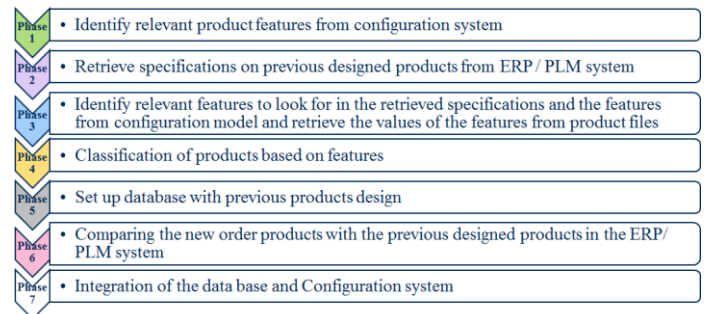 Phase
1
• Identify relevant product features from configuration system
Phase
2
• Retrieve specifications on previous designed products from ERP / PLM system
Phase
3
• Identify relevant features to look for in the retrieved specifications and the features
from configuration model and retrieve the values of the features from product files
Phase
4
• Classification of products based on features
Phase
5
• Set up database with previous products design
Phase
6
• Comparing the new order products with the previous designed products in the ERP/
PLM system
Phase
7
• Integration of the data base and Configuration system